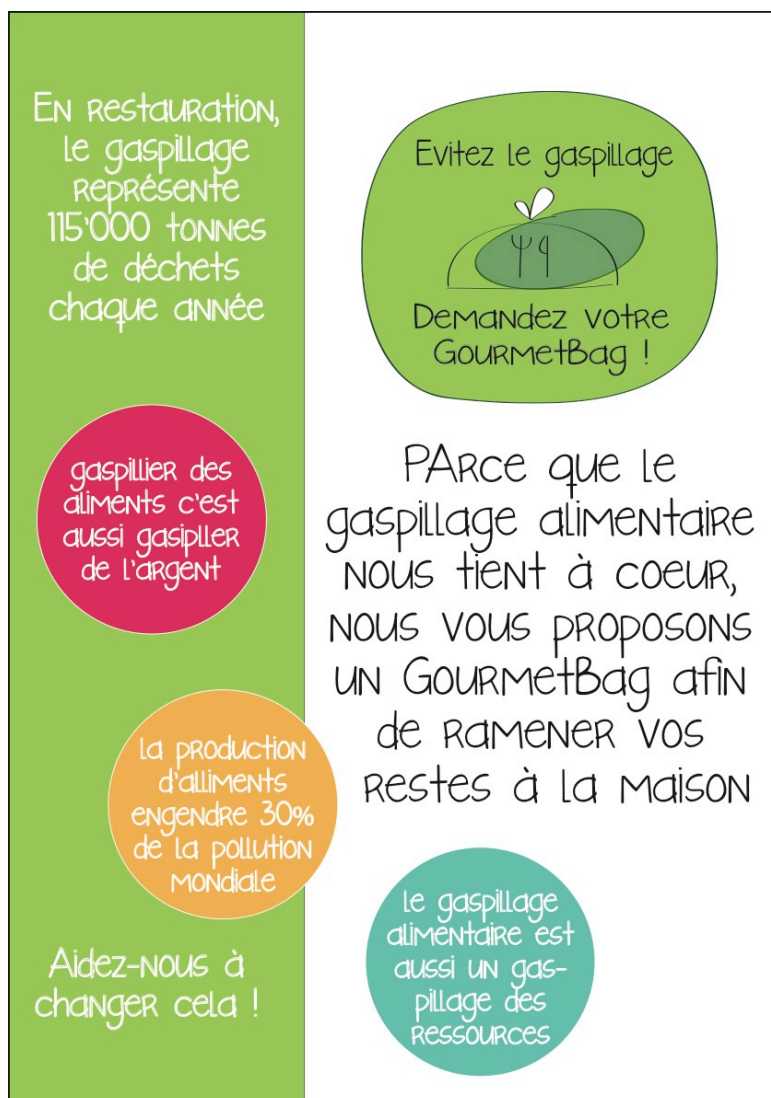 En restauration,
le gaspillage
représente
115'000 tonnes
de déchets
chaque année
gaspillier des
aliments c'est
aussi gasipller
de l'argent
la production
d'alliments
engendre 30%
de la pollution
mondiale
Aidez-nous à
changer cela !
Evitez le gaspillage
Demandez votre
GourmetBag !
PArce que le
gaspillage alimentaire
nous tient à coeur,
nous vous proposons
un GourmetBag afin
de ramener vos
restes à la maison
le gaspillage
alimentaire est
aussi un gas-
pillage des
ressources